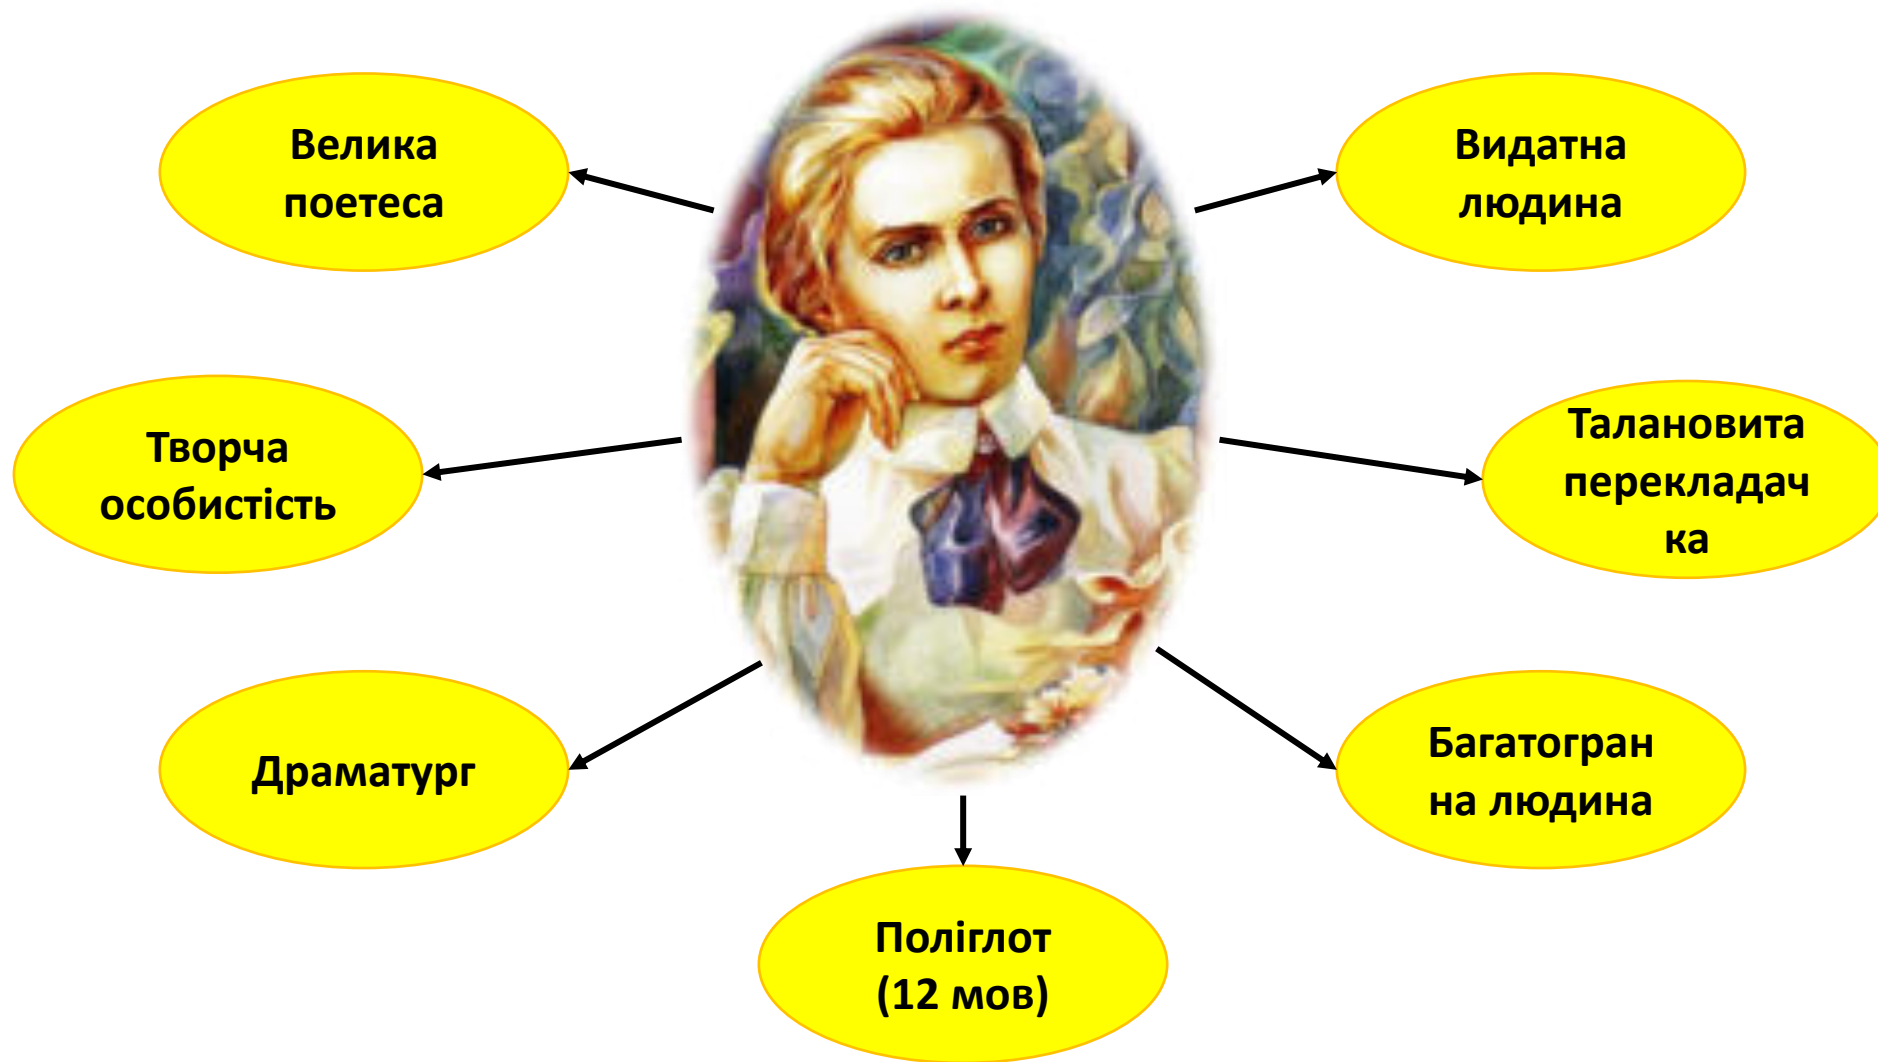 Велика
поетеса
Видатна
людина
Творча
особистість
Талановита
перекладач
ка
Драматург
Багатогран
на людина
Поліглот
(12 мов)